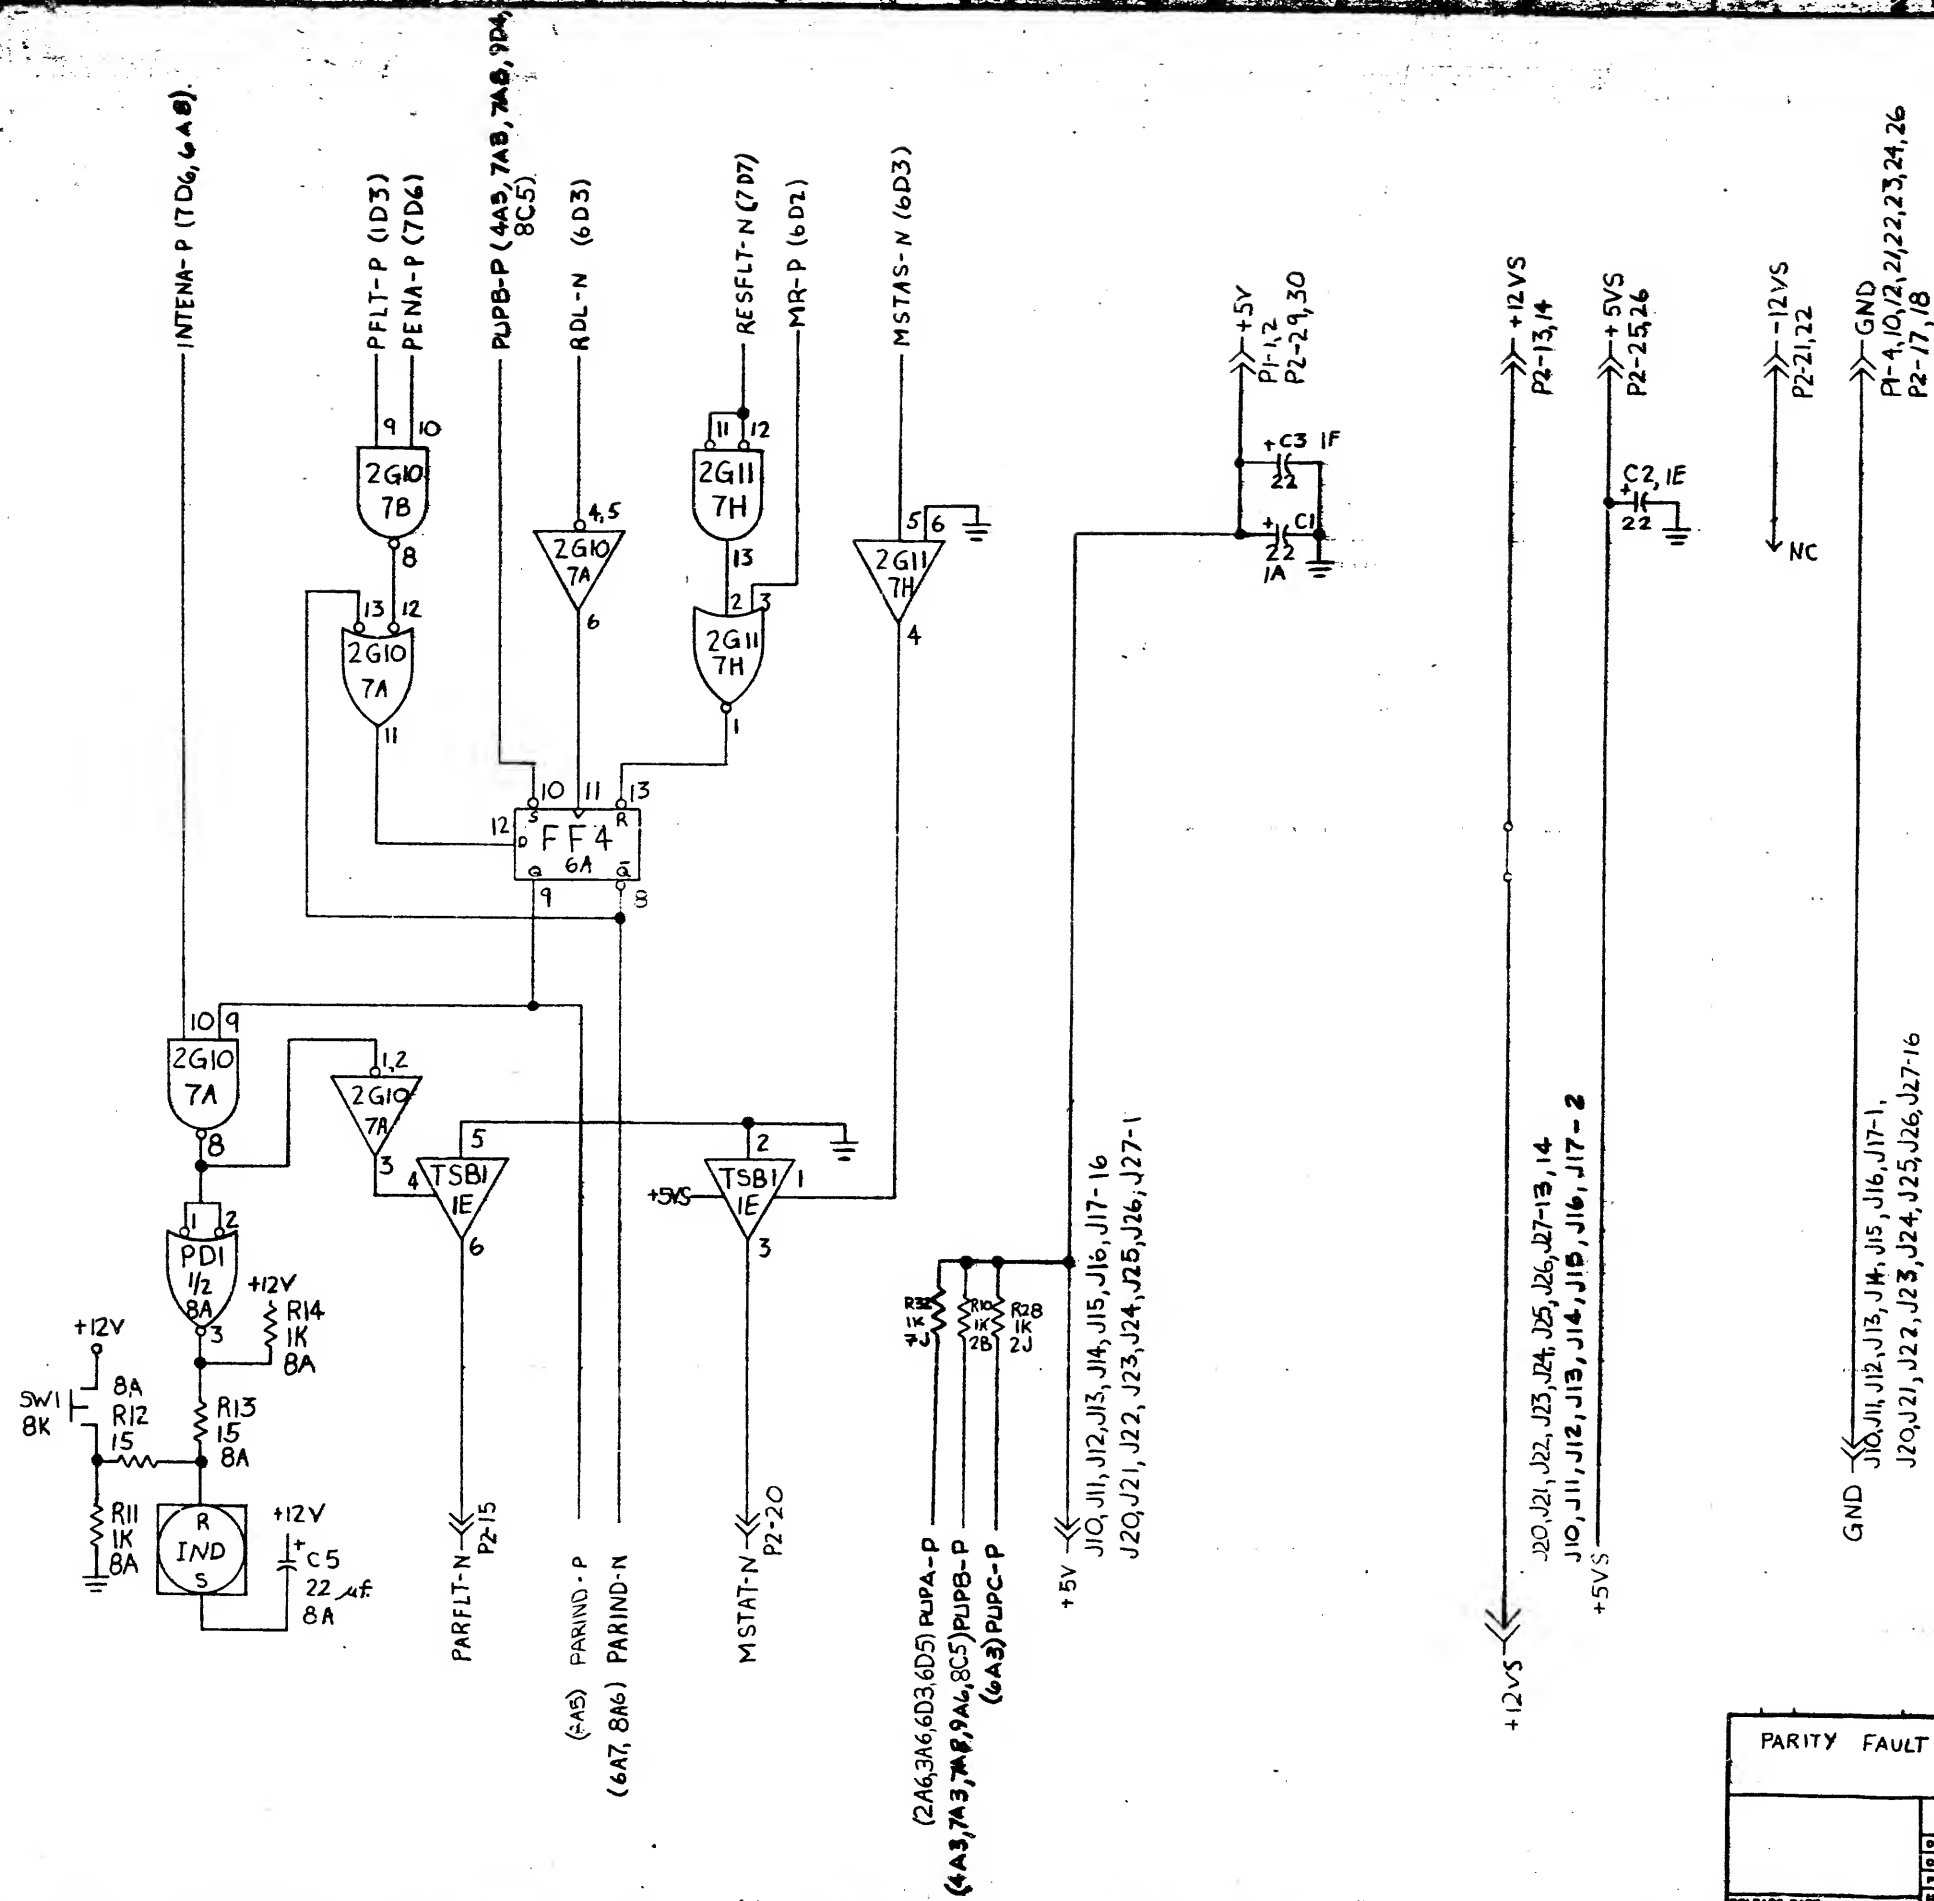 INTENA-P (7D6, 6A8).
PFLT-P (1D3)
PENA-P (7D6)
PUPB-P (4A3, 7A3, 7A8, 9D4,
8C5)
RDL-N (6D3)
RESFLT-N (7D7)
MR-P (6D2)
MSTAS-N (6D3)
+5V
P1-1,2
P2-29,30
+12VS
P2-13,14
+5VS
P2-25,26
-12VS
P2-21,22
GND
P1-4,10,12,21,22,23,24,26
P2-17,18
9 10
2G10
7B
8
13 12
2G10
7A
11
4,5
2G10
7A
6
11 12
2G11
7H
13
2 3
2G11
7H
1
5 6
2G11
7H
4
+ C3 1F
22
+ C1
22
1A
C2, 1E
+
22
NC
10 11 13
S R
12 D FF4
6A
Q Q̅
9 8
10 9
2G10
7A
8
1,2
2G10
7A
3
5
4 TSB1
1E
6
2
+5VS TSB1 1
1E
3
1 2
PD1
1/2
8A
3
+12V
R14
1K
8A
+12V
SW1
8K
8A
R12
15
R13
15
8A
R11
1K
8A
R
IND
S
+12V
+
C5
22 µf.
8A
PARFLT-N
P2-15
PARIND-P
(6A7, 8A6) PARIND-N
MSTAT-N
P2-20
1K
R10
1K
2B
R28
1K
2J
(2A6,3A6,6D3,6D5) PUPA-P
(4A3,7A3,7A8,9A6,8C5) PUPB-P
(6A3) PUPC-P
+5V
J10, J11, J12, J13, J14, J15, J16, J17-16
J20, J21, J22, J23, J24, J25, J26, J27-1
+12VS
J20, J21, J22, J23, J24, J25, J26, J27-13, 14
J10, J11, J12, J13, J14, J15, J16, J17-2
+5VS
GND
J10, J11, J12, J13, J14, J15, J16, J17-1,
J20, J21, J22, J23, J24, J25, J26, J27-16
PARITY FAULT